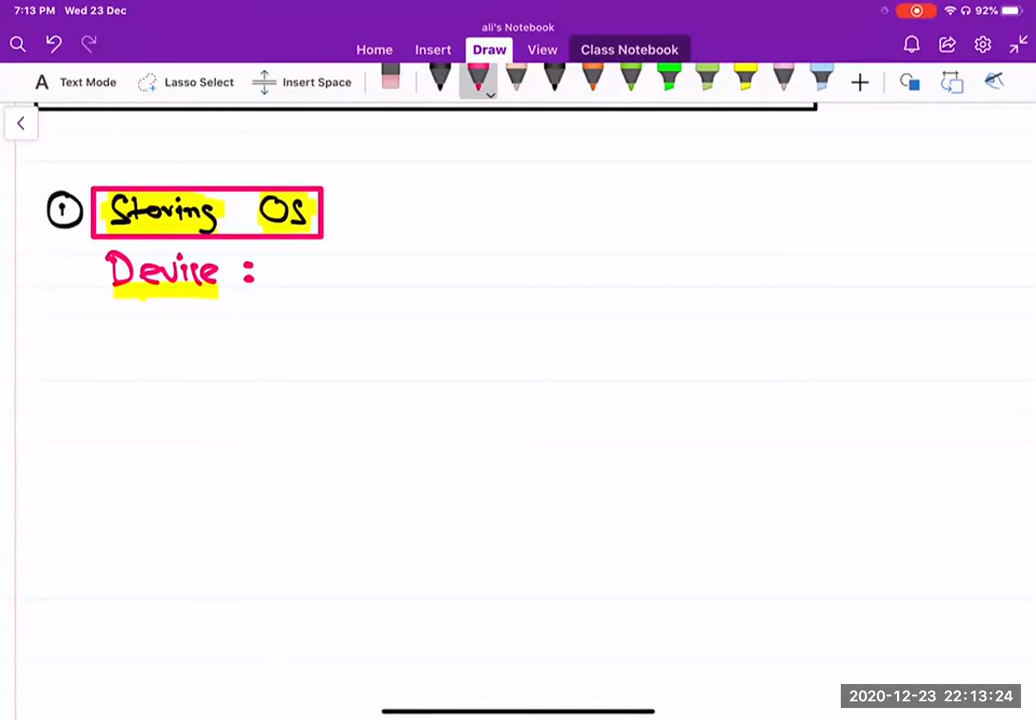 7:13 PM Wed 23 Dec
92%
ali's Notebook
Home Insert Draw View Class Notebook
A Text Mode Lasso Select Insert Space
① Storing OS
Device :
2020-12-23 22:13:24